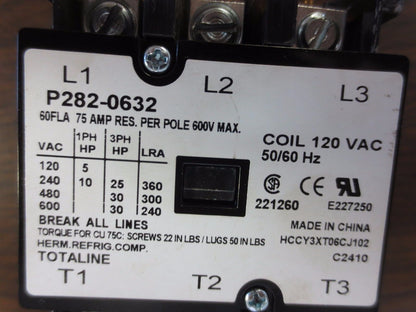 L1 L2 L3
P282-0632
60FLA 75 AMP RES. PER POLE 600V MAX.
COIL 120 VAC
50/60 Hz
1PH 3PH
VAC HP HP LRA
120 5
240 10 25 360
480 30 300
600 30 240
SP CE RU
221260 E227250
BREAK ALL LINES
MADE IN CHINA
TORQUE FOR CU 75C: SCREWS 22 IN LBS / LUGS 50 IN LBS
HCCY3XT06CJ102
HERM.REFRIG.COMP.
C2410
TOTALINE
T1 T2 T3